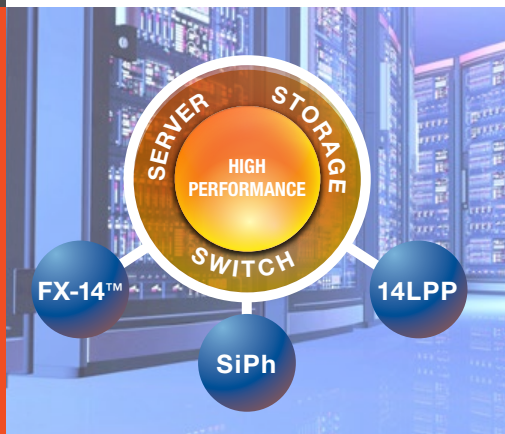 SERVER
STORAGE
HIGH
PERFORMANCE
SWITCH
FX-14™
14LPP
SiPh